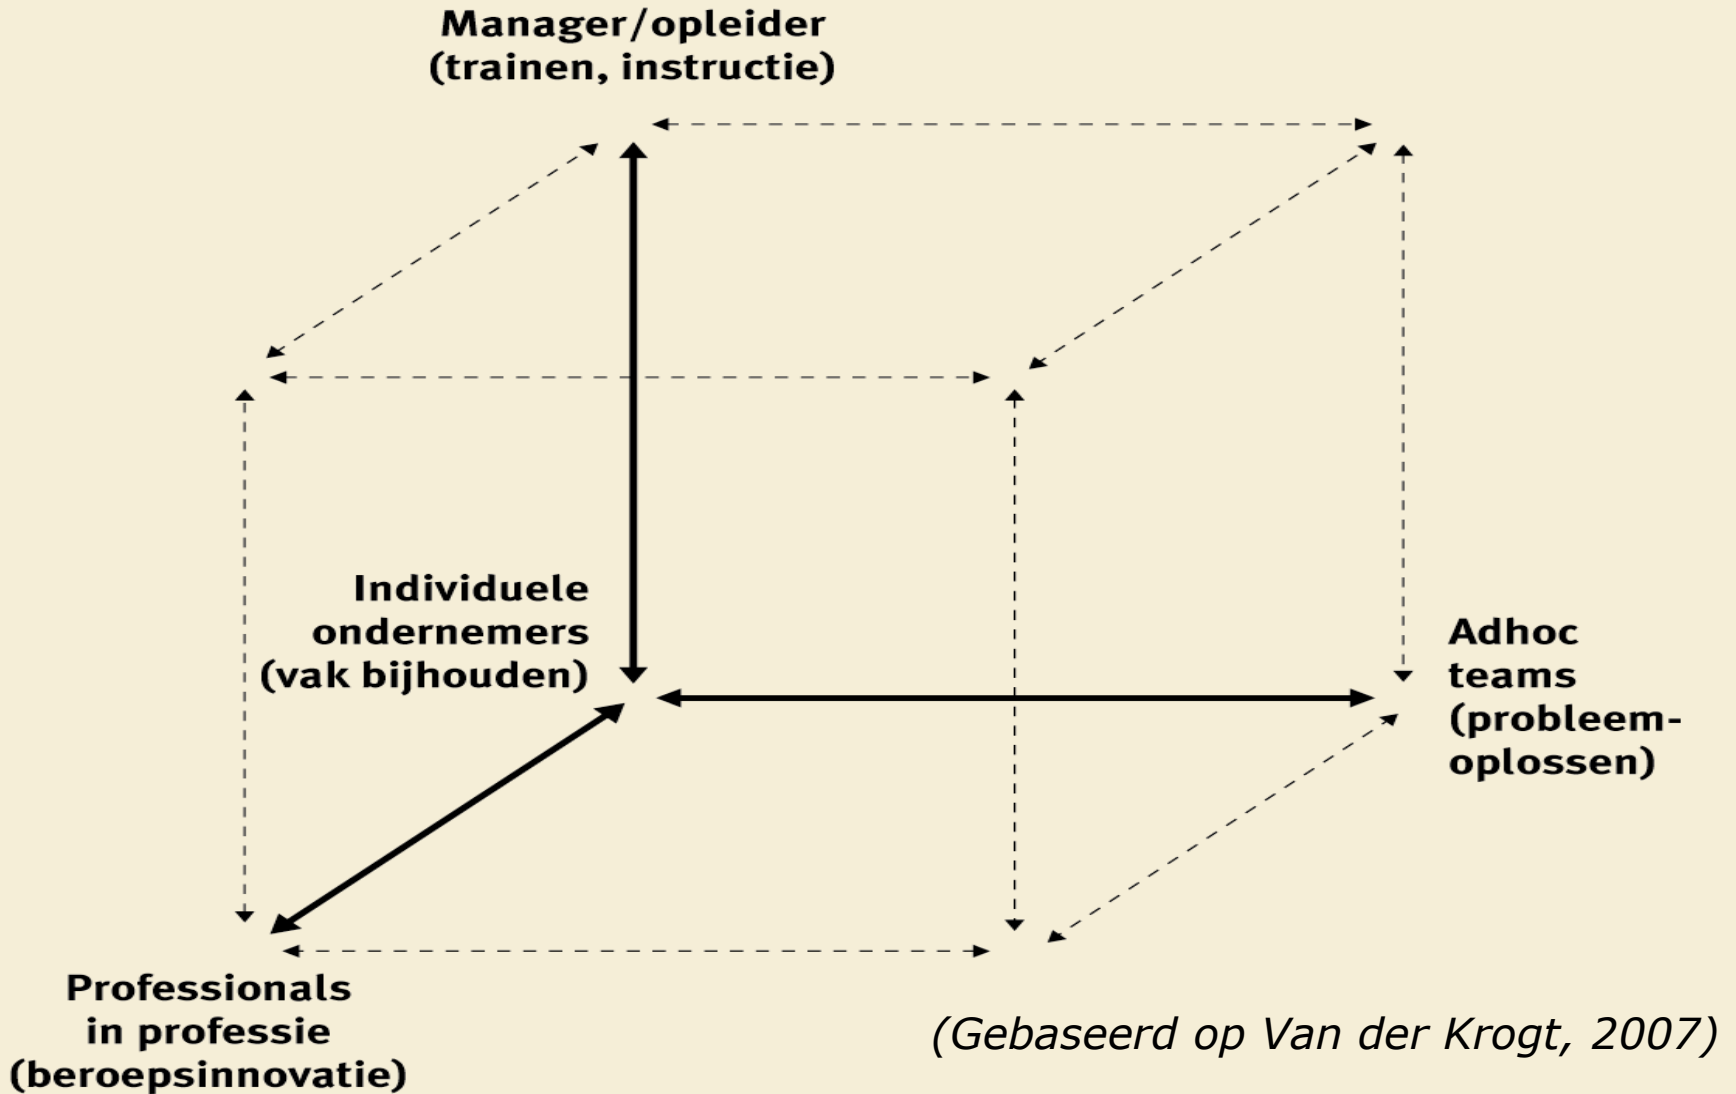 Manager/opleider
(trainen, instructie)
Individuele
ondernemers
(vak bijhouden)
Adhoc
teams
(probleem-
oplossen)
Professionals
in professie
(beroepsinnovatie)
(Gebaseerd op Van der Krogt, 2007)